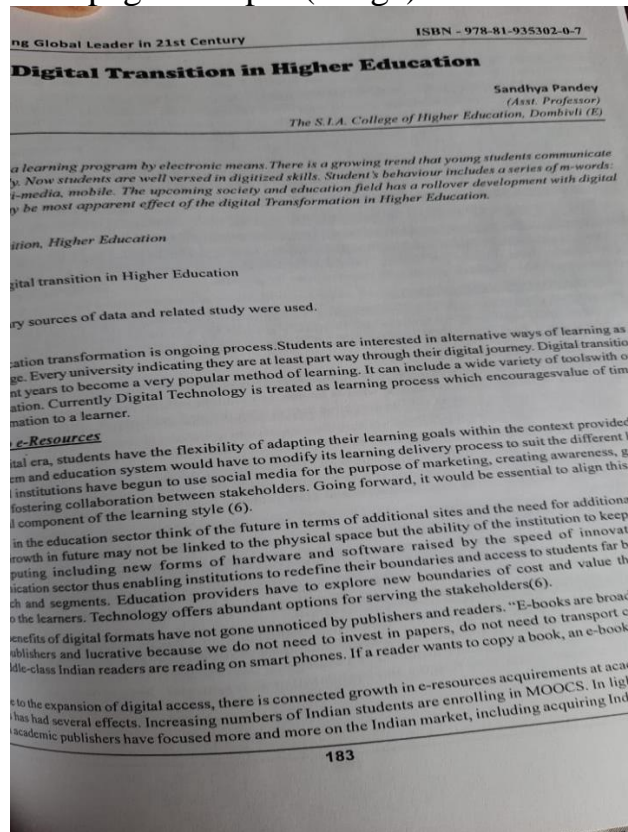 ng Global Leader in 21st Century
ISBN - 978-81-935302-0-7
Digital Transition in Higher Education
Sandhya Pandey
(Asst. Professor)
The S.I.A. College of Higher Education, Dombivli (E)
a learning program by electronic means. There is a growing trend that young students communicate
y. Now students are well versed in digitized skills. Student's behaviour includes a series of m-words:
i-media, mobile. The upcoming society and education field has a rollover development with digital
y be most apparent effect of the digital Transformation in Higher Education.
ition, Higher Education
gital transition in Higher Education
ry sources of data and related study were used.
ation transformation is ongoing process.Students are interested in alternative ways of learning as
ge. Every university indicating they are at least part way through their digital journey. Digital transitio
nt years to become a very popular method of learning. It can include a wide variety of toolswith o
ation. Currently Digital Technology is treated as learning process which encouragesvalue of tim
mation to a learner.
e-Resources
ital era, students have the flexibility of adapting their learning goals within the context provided
em and education system would have to modify its learning delivery process to suit the different
institutions have begun to use social media for the purpose of marketing, creating awareness, g
fostering collaboration between stakeholders. Going forward, it would be essential to align this
l component of the learning style (6).
in the education sector think of the future in terms of additional sites and the need for additiona
rowth in future may not be linked to the physical space but the ability of the institution to keep
puting including new forms of hardware and software raised by the speed of innovat
ication sector thus enabling institutions to redefine their boundaries and access to students far b
ch and segments. Education providers have to explore new boundaries of cost and value th
o the learners. Technology offers abundant options for serving the stakeholders(6).
enefits of digital formats have not gone unnoticed by publishers and readers. "E-books are broad
ublishers and lucrative because we do not need to invest in papers, do not need to transport c
ddle-class Indian readers are reading on smart phones. If a reader wants to copy a book, an e-book
e to the expansion of digital access, there is connected growth in e-resources acquirements at aca
has had several effects. Increasing numbers of Indian students are enrolling in MOOCS. In ligh
academic publishers have focused more and more on the Indian market, including acquiring Ind
183